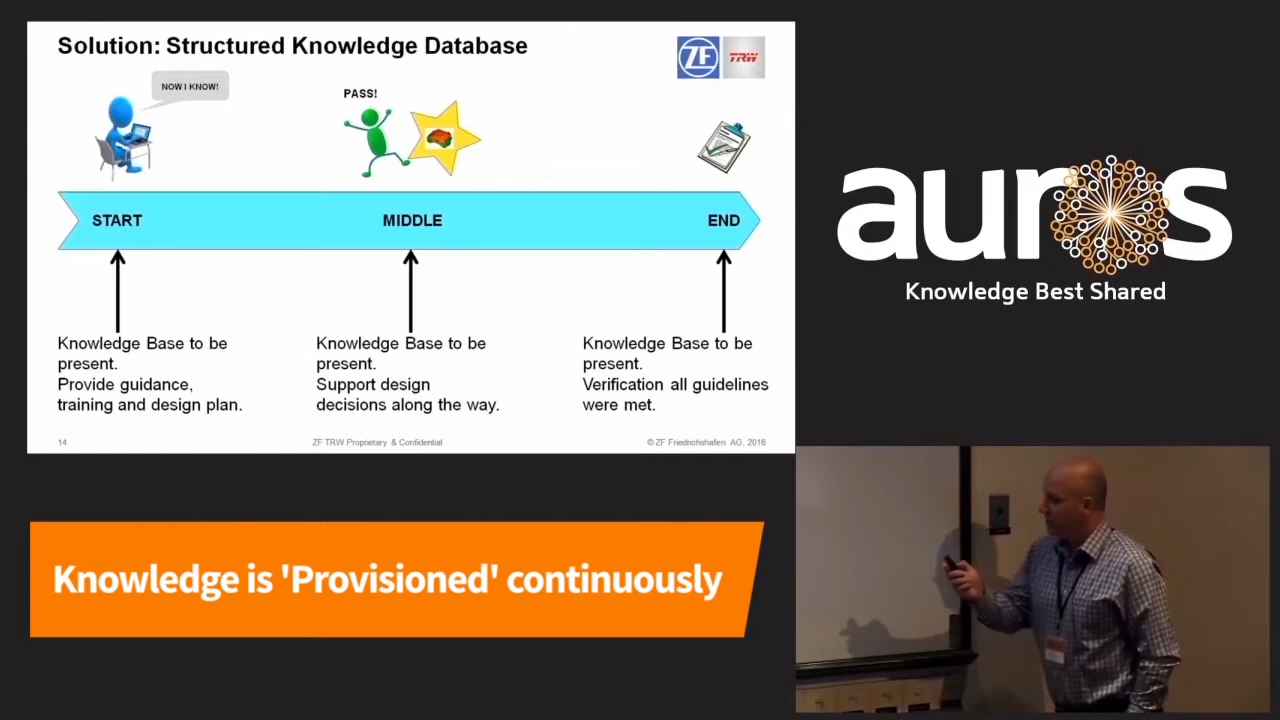 Solution: Structured Knowledge Database
ZF
TRW
NOW I KNOW!
PASS!
START
MIDDLE
END
Knowledge Base to be
present.
Provide guidance,
training and design plan.
Knowledge Base to be
present.
Support design
decisions along the way.
Knowledge Base to be
present.
Verification all guidelines
were met.
14
ZF TRW Proprietary & Confidential
© ZF Friedrichshafen AG, 2016
auros
Knowledge Best Shared
Knowledge is 'Provisioned' continuously